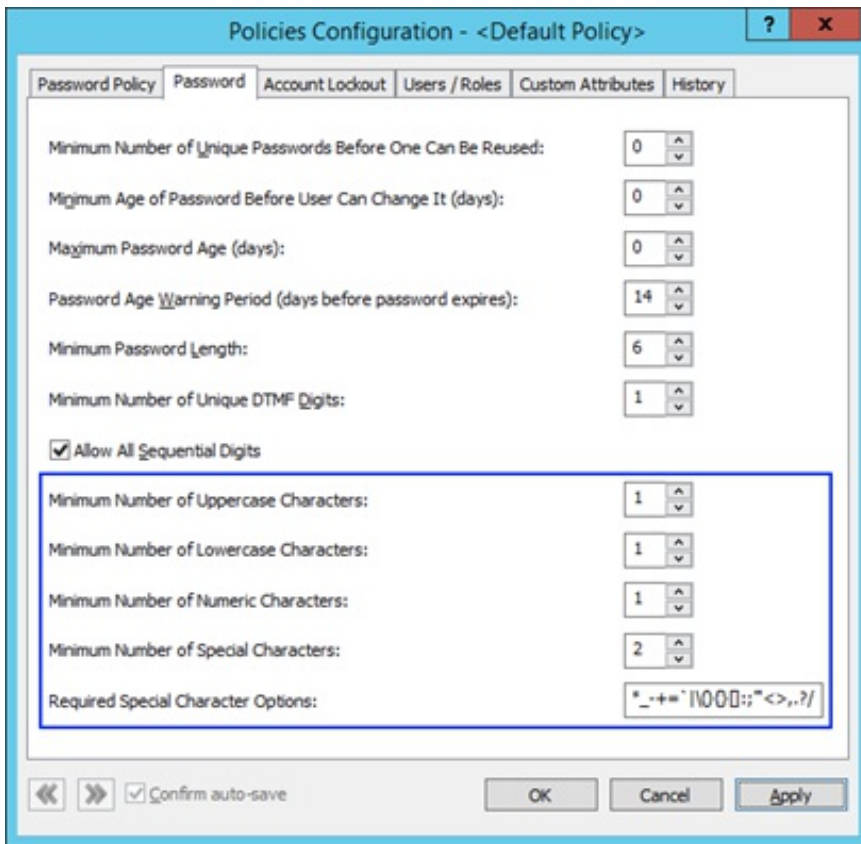 Policies Configuration - <Default Policy>
? x
Password Policy Password Account Lockout Users / Roles Custom Attributes History
Minimum Number of Unique Passwords Before One Can Be Reused: 0
Minimum Age of Password Before User Can Change It (days): 0
Maximum Password Age (days): 0
Password Age Warning Period (days before password expires): 14
Minimum Password Length: 6
Minimum Number of Unique DTMF Digits: 1
Allow All Sequential Digits
Minimum Number of Uppercase Characters: 1
Minimum Number of Lowercase Characters: 1
Minimum Number of Numeric Characters: 1
Minimum Number of Special Characters: 2
Required Special Character Options:
Confirm auto-save OK Cancel Apply